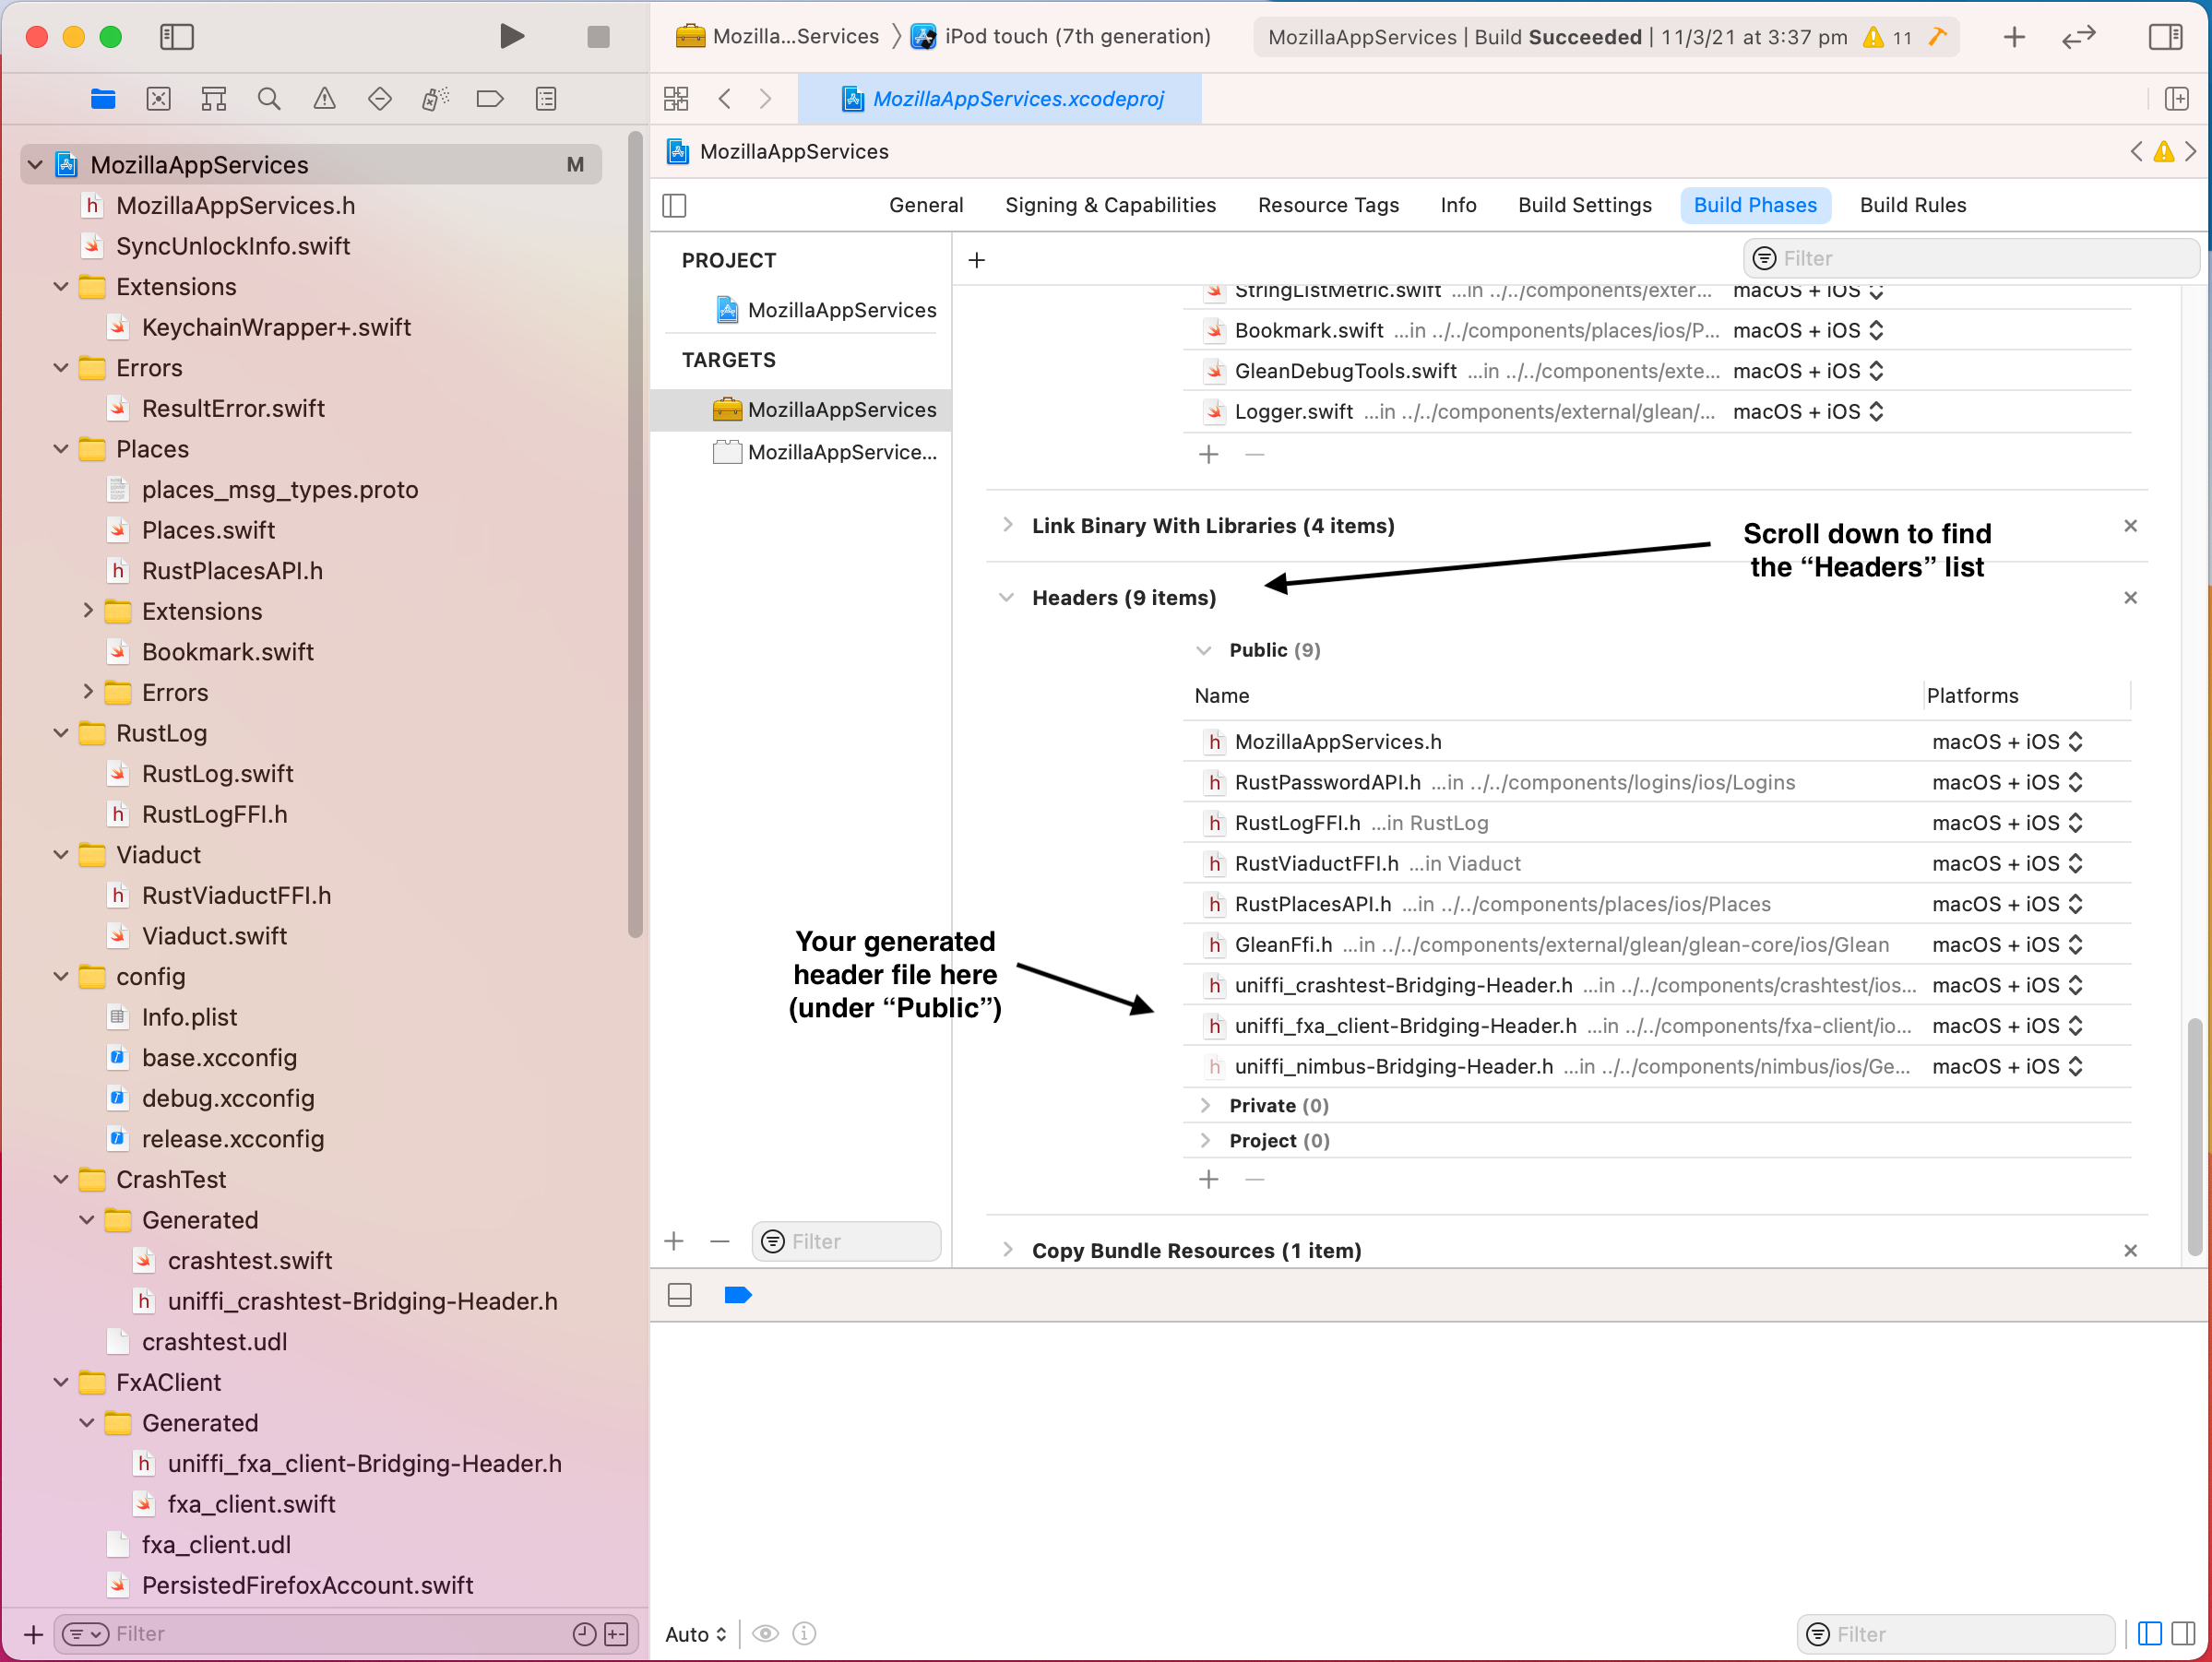 Mozilla...Services
iPod touch (7th generation)
MozillaAppServices | Build Succeeded | 11/3/21 at 3:37 pm
11
MozillaAppServices.xcodeproj
MozillaAppServices
M
MozillaAppServices.h
SyncUnlockInfo.swift
Extensions
KeychainWrapper+.swift
Errors
ResultError.swift
Places
places_msg_types.proto
Places.swift
RustPlacesAPI.h
Extensions
Bookmark.swift
Errors
RustLog
RustLog.swift
RustLogFFI.h
Viaduct
RustViaductFFI.h
Viaduct.swift
config
Info.plist
base.xcconfig
debug.xcconfig
release.xcconfig
CrashTest
Generated
crashtest.swift
uniffi_crashtest-Bridging-Header.h
crashtest.udl
FxAClient
Generated
uniffi_fxa_client-Bridging-Header.h
fxa_client.swift
fxa_client.udl
PersistedFirefoxAccount.swift
Filter
MozillaAppServices
General Signing & Capabilities Resource Tags Info Build Settings Build Phases Build Rules
PROJECT
MozillaAppServices
TARGETS
MozillaAppServices
MozillaAppService...
Filter
Filter
StringListMetric.swift ...in ../../components/exter... macOS + iOS
Bookmark.swift ...in ../../components/places/ios/P... macOS + iOS
GleanDebugTools.swift ...in ../../components/exte... macOS + iOS
Logger.swift ...in ../../components/external/glean/... macOS + iOS
Link Binary With Libraries (4 items)
Scroll down to find
the “Headers” list
Headers (9 items)
Public (9)
Name Platforms
MozillaAppServices.h macOS + iOS
RustPasswordAPI.h ...in ../../components/logins/ios/Logins macOS + iOS
RustLogFFI.h ...in RustLog macOS + iOS
RustViaductFFI.h ...in Viaduct macOS + iOS
RustPlacesAPI.h ...in ../../components/places/ios/Places macOS + iOS
GleanFfi.h ...in ../../components/external/glean/glean-core/ios/Glean macOS + iOS
uniffi_crashtest-Bridging-Header.h ...in ../../components/crashtest/ios... macOS + iOS
uniffi_fxa_client-Bridging-Header.h ...in ../../components/fxa-client/io... macOS + iOS
uniffi_nimbus-Bridging-Header.h ...in ../../components/nimbus/ios/Ge... macOS + iOS
Your generated
header file here
(under “Public”)
Private (0)
Project (0)
Copy Bundle Resources (1 item)
Auto
Filter